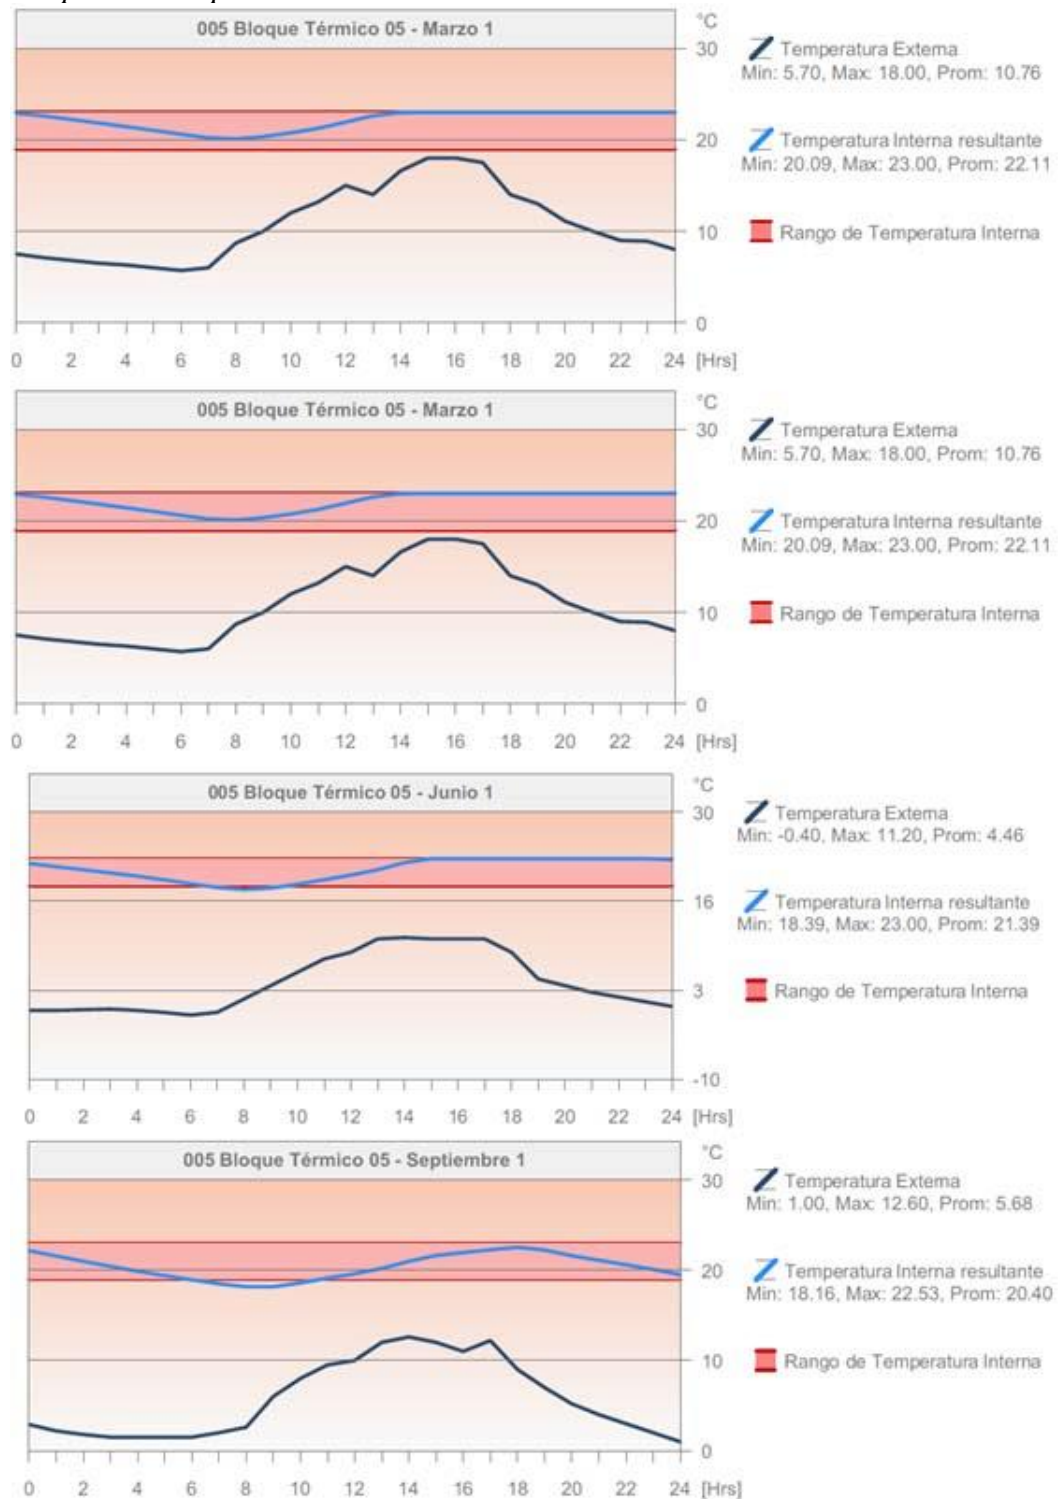 005 Bloque Térmico 05 - Marzo 1
°C
30
20
10
0
0 2 4 6 8 10 12 14 16 18 20 22 24 [Hrs]
Temperatura Externa
Min: 5.70, Max: 18.00, Prom: 10.76
Temperatura Interna resultante
Min: 20.09, Max: 23.00, Prom: 22.11
Rango de Temperatura Interna
005 Bloque Térmico 05 - Marzo 1
°C
30
20
10
0
0 2 4 6 8 10 12 14 16 18 20 22 24 [Hrs]
Temperatura Externa
Min: 5.70, Max: 18.00, Prom: 10.76
Temperatura Interna resultante
Min: 20.09, Max: 23.00, Prom: 22.11
Rango de Temperatura Interna
005 Bloque Térmico 05 - Junio 1
°C
30
16
3
-10
0 2 4 6 8 10 12 14 16 18 20 22 24 [Hrs]
Temperatura Externa
Min: -0.40, Max: 11.20, Prom: 4.46
Temperatura Interna resultante
Min: 18.39, Max: 23.00, Prom: 21.39
Rango de Temperatura Interna
005 Bloque Térmico 05 - Septiembre 1
°C
30
20
10
0
0 2 4 6 8 10 12 14 16 18 20 22 24 [Hrs]
Temperatura Externa
Min: 1.00, Max: 12.60, Prom: 5.68
Temperatura Interna resultante
Min: 18.16, Max: 22.53, Prom: 20.40
Rango de Temperatura Interna